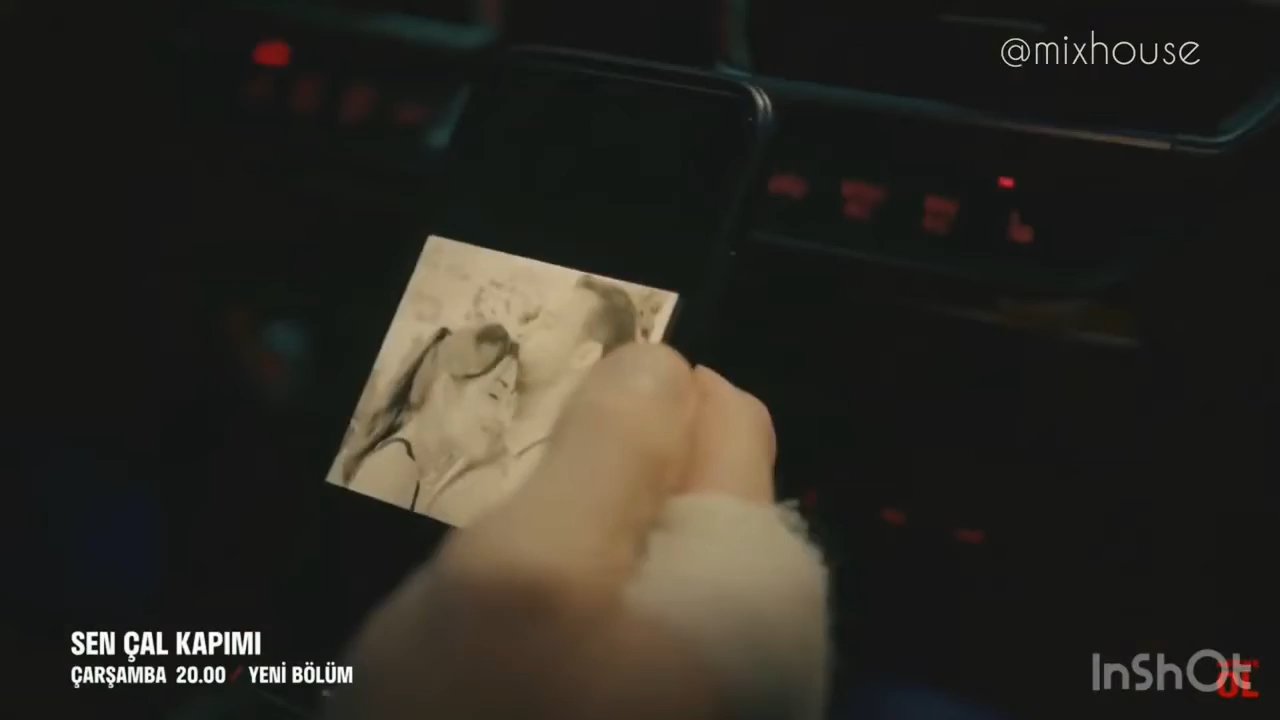 @mixhouse
SEN ÇAL KAPIMI
ÇARŞAMBA 20.00 / YENİ BÖLÜM
InShOt